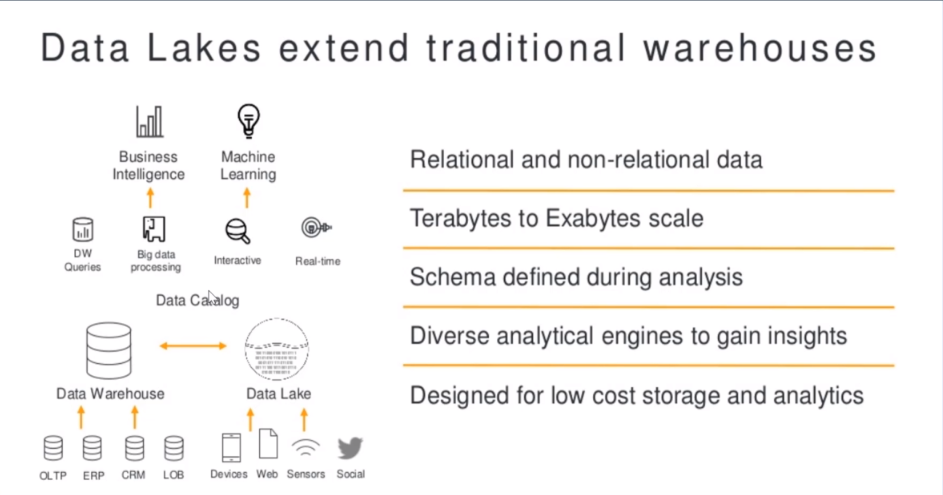 Data Lakes extend traditional warehouses
Business
Intelligence
Machine
Learning
DW
Queries
Big data
processing
Interactive
Real-time
Data Catalog
Data Warehouse
Data Lake
OLTP
ERP
CRM
LOB
Devices
Web
Sensors
Social
Relational and non-relational data
Terabytes to Exabytes scale
Schema defined during analysis
Diverse analytical engines to gain insights
Designed for low cost storage and analytics